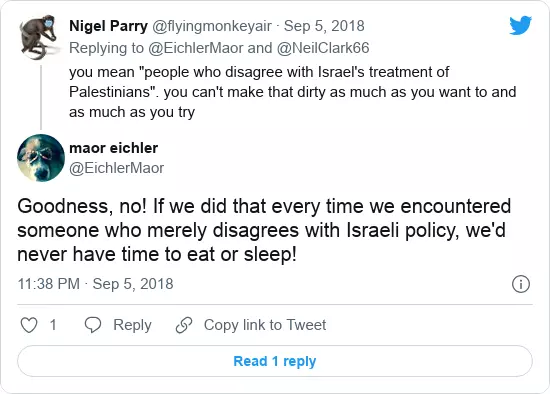 Nigel Parry @flyingmonkeyair · Sep 5, 2018
Replying to @EichlerMaor and @NeilClark66
you mean "people who disagree with Israel's treatment of
Palestinians". you can't make that dirty as much as you want to and
as much as you try
maor eichler
@EichlerMaor
Goodness, no! If we did that every time we encountered
someone who merely disagrees with Israeli policy, we'd
never have time to eat or sleep!
11:38 PM · Sep 5, 2018
1 Reply Copy link to Tweet
Read 1 reply